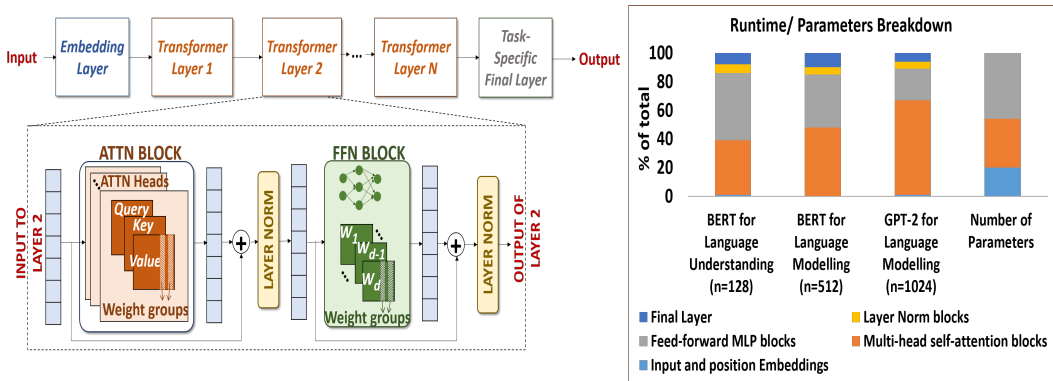 Input
Embedding
Layer
Transformer
Layer 1
Transformer
Layer 2
...
Transformer
Layer N
Task-
Specific
Final Layer
Output
INPUT TO
LAYER 2
ATTN BLOCK
ATTN Heads
Query
Key
Value
Weight groups
+
LAYER NORM
FFN BLOCK
W1
Wd-1
Wd
Weight groups
+
LAYER NORM
OUTPUT OF
LAYER 2
Runtime/ Parameters Breakdown
% of total
100
80
60
40
20
0
BERT for
Language
Understanding
(n=128)
BERT for
Language
Modelling
(n=512)
GPT-2 for
Language
Modelling
(n=1024)
Number of
Parameters
Final Layer
Layer Norm blocks
Feed-forward MLP blocks
Multi-head self-attention blocks
Input and position Embeddings